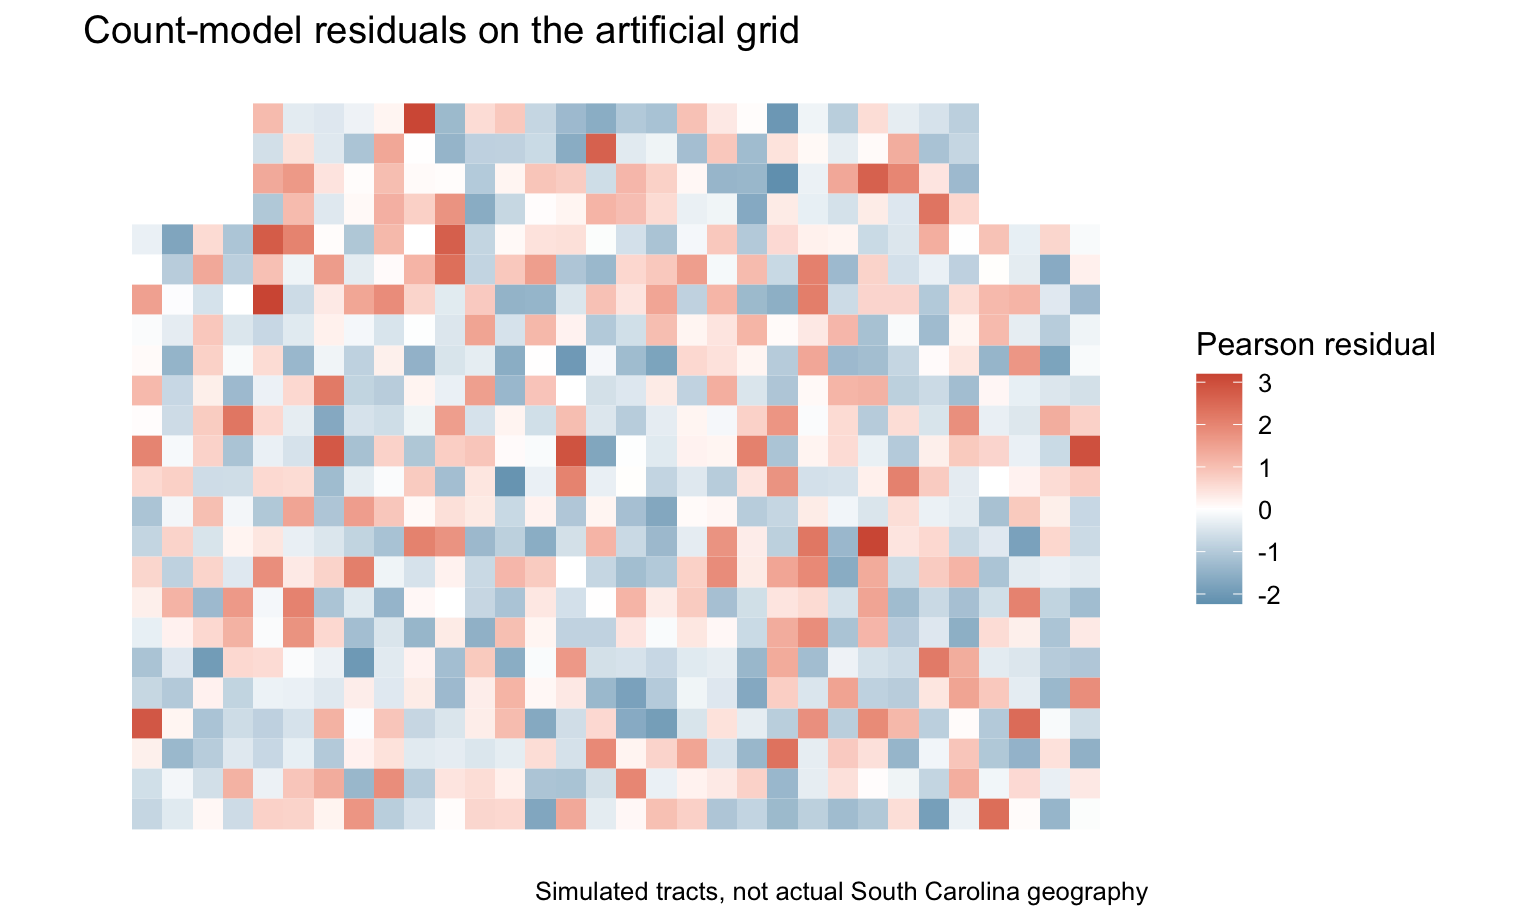 Count-model residuals on the artificial grid
Pearson residual
3
2
1
0
-1
-2
Simulated tracts, not actual South Carolina geography